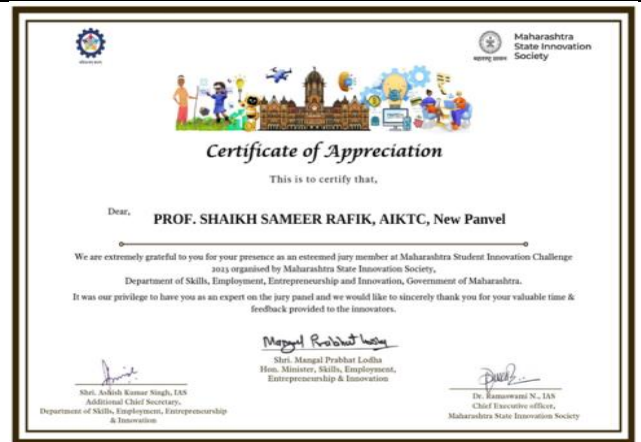 Maharashtra
State Innovation
Society
महाराष्ट्र शासन
Certificate of Appreciation
This is to certify that,
Dear,
PROF. SHAIKH SAMEER RAFIK, AIKTC, New Panvel
We are extremely grateful to you for your presence as an esteemed jury member at Maharashtra Student Innovation Challenge
2023 organised by Maharashtra State Innovation Society,
Department of Skills, Employment, Entrepreneurship and Innovation, Government of Maharashtra.
It was our privilege to have you as an expert on the jury panel and we would like to sincerely thank you for your valuable time &
feedback provided to the innovators.
Mangal Prabhat Lodha
Shri. Mangal Prabhat Lodha
Hon. Minister, Skills, Employment,
Entrepreneurship & Innovation
Shri. Ashish Kumar Singh, IAS
Additional Chief Secretary,
Department of Skills, Employment, Entrepreneurship
& Innovation
Dr. Ramaswami N., IAS
Chief Executive officer,
Maharashtra State Innovation Society